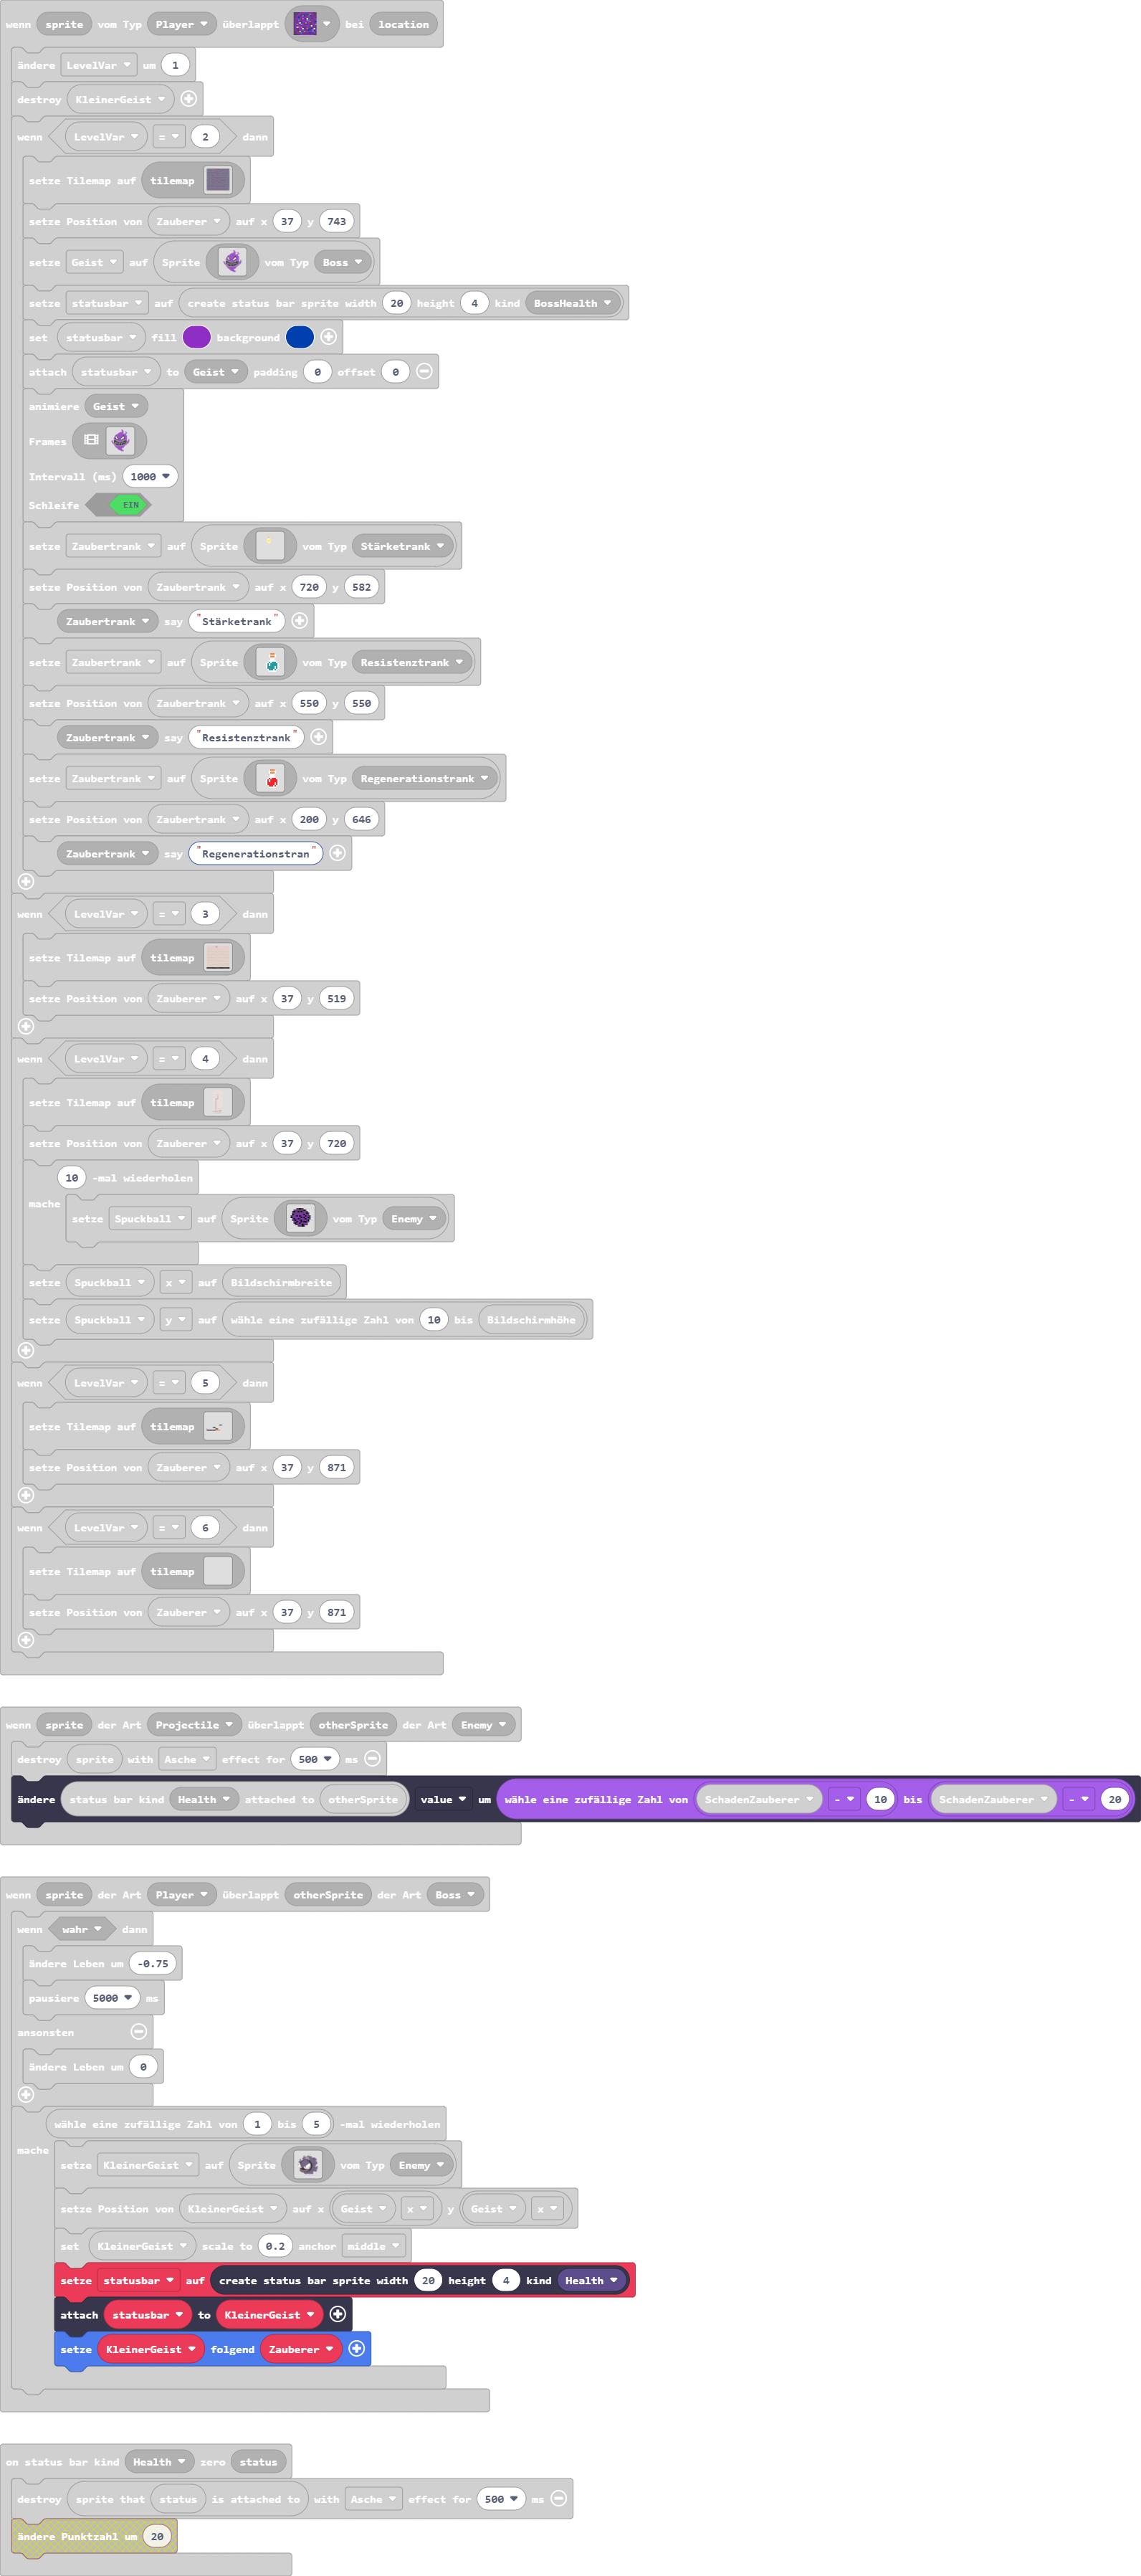 wenn sprite vom Typ Player überlappt bei location
ändere LevelVar um 1
destroy KleinerGeist
wenn LevelVar = 2 dann
setze Tilemap auf tilemap
setze Position von Zauberer auf x 37 y 743
setze Geist auf Sprite vom Typ Boss
setze statusbar auf create status bar sprite width 20 height 4 kind BossHealth
set statusbar fill background
attach statusbar to Geist padding 0 offset 0
animiere Geist
Frames
Intervall (ms) 1000
Schleife EIN
setze Zaubertrank auf Sprite vom Typ Stärketrank
setze Position von Zaubertrank auf x 720 y 582
Zaubertrank say "Stärketrank"
setze Zaubertrank auf Sprite vom Typ Resistenztrank
setze Position von Zaubertrank auf x 550 y 550
Zaubertrank say "Resistenztrank"
setze Zaubertrank auf Sprite vom Typ Regenerationstrank
setze Position von Zaubertrank auf x 200 y 646
Zaubertrank say "Regenerationstran"
wenn LevelVar = 3 dann
setze Tilemap auf tilemap
setze Position von Zauberer auf x 37 y 519
wenn LevelVar = 4 dann
setze Tilemap auf tilemap
setze Position von Zauberer auf x 37 y 720
10 -mal wiederholen
mache
setze Spuckball auf Sprite vom Typ Enemy
setze Spuckball x auf Bildschirmbreite
setze Spuckball y auf wähle eine zufällige Zahl von 10 bis Bildschirmhöhe
wenn LevelVar = 5 dann
setze Tilemap auf tilemap
setze Position von Zauberer auf x 37 y 871
wenn LevelVar = 6 dann
setze Tilemap auf tilemap
setze Position von Zauberer auf x 37 y 871
wenn sprite der Art Projectile überlappt otherSprite der Art Enemy
destroy sprite with Asche effect for 500 ms
ändere status bar kind Health attached to otherSprite value um wähle eine zufällige Zahl von SchadenZauberer - 10 bis SchadenZauberer - 20
wenn sprite der Art Player überlappt otherSprite der Art Boss
wenn wahr dann
ändere Leben um -0.75
pausiere 5000 ms
ansonsten
ändere Leben um 0
wähle eine zufällige Zahl von 1 bis 5 -mal wiederholen
mache
setze KleinerGeist auf Sprite vom Typ Enemy
setze Position von KleinerGeist auf x Geist x y Geist x
set KleinerGeist scale to 0.2 anchor middle
setze statusbar auf create status bar sprite width 20 height 4 kind Health
attach statusbar to KleinerGeist
setze KleinerGeist folgend Zauberer
on status bar kind Health zero status
destroy sprite that status is attached to with Asche effect for 500 ms
ändere Punktzahl um 20